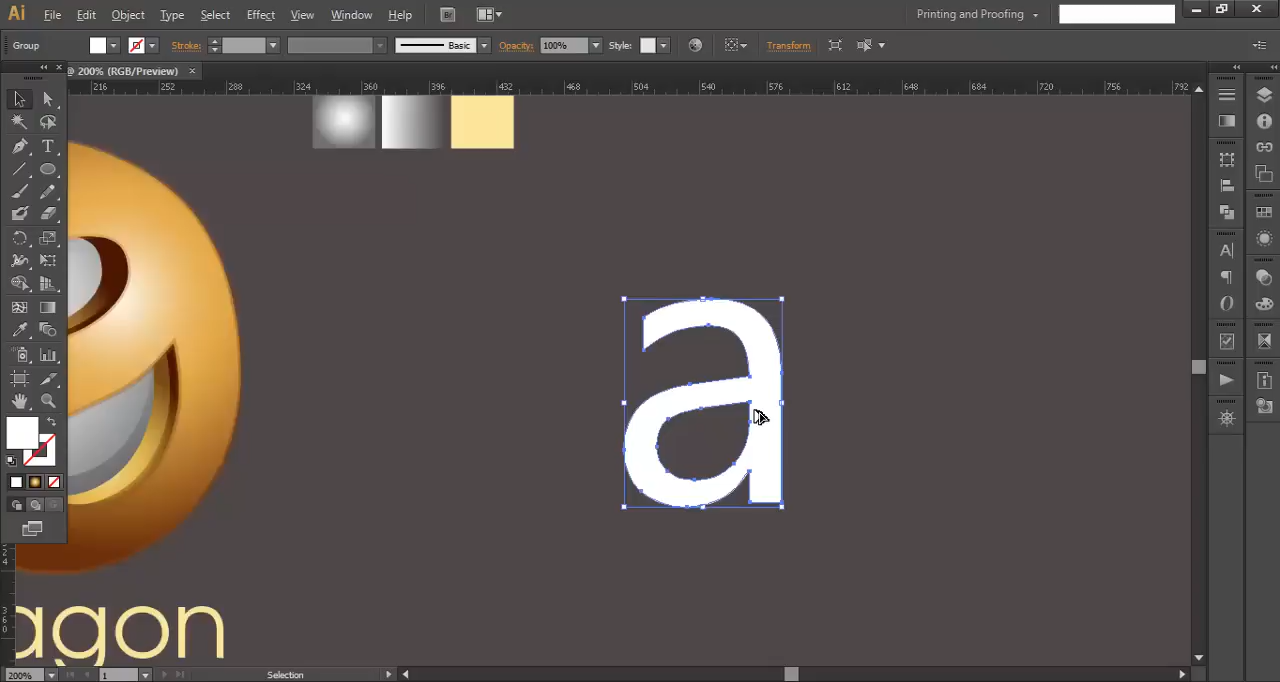 Ai File Edit Object Type Select Effect View Window Help Br Printing and Proofing
Group Stroke: Basic Opacity: 100% Style: Transform
@ 200% (RGB/Preview) ×
216 252 288 324 360 396 432 468 504 540 576 612 648 684 720 756 792
a
agon
200% 1 Selection